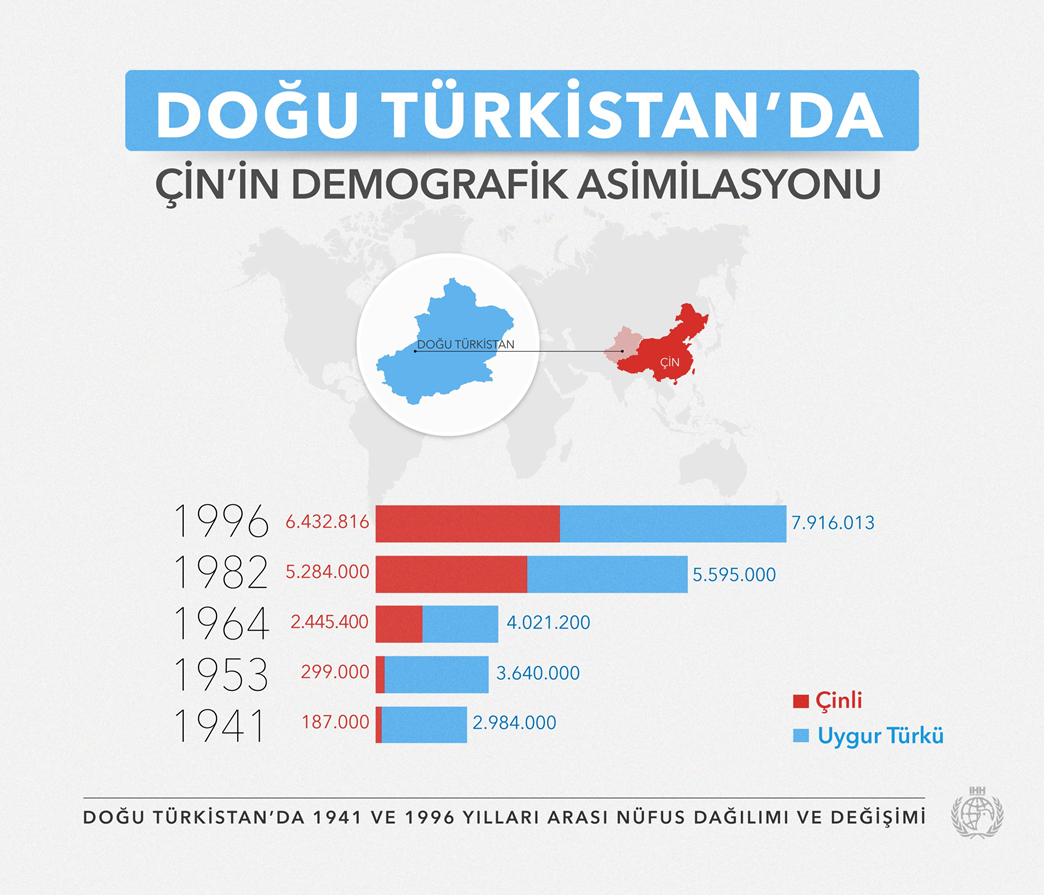 DOĞU TÜRKİSTAN'DA
ÇİN'İN DEMOGRAFİK ASİMİLASYONU
DOĞU TÜRKİSTAN
ÇİN
1996 6.432.816 7.916.013
1982 5.284.000 5.595.000
1964 2.445.400 4.021.200
1953 299.000 3.640.000
1941 187.000 2.984.000
Çinli
Uygur Türkü
DOĞU TÜRKİSTAN'DA 1941 VE 1996 YILLARI ARASI NÜFUS DAĞILIMI VE DEĞİŞİMİ
IHH